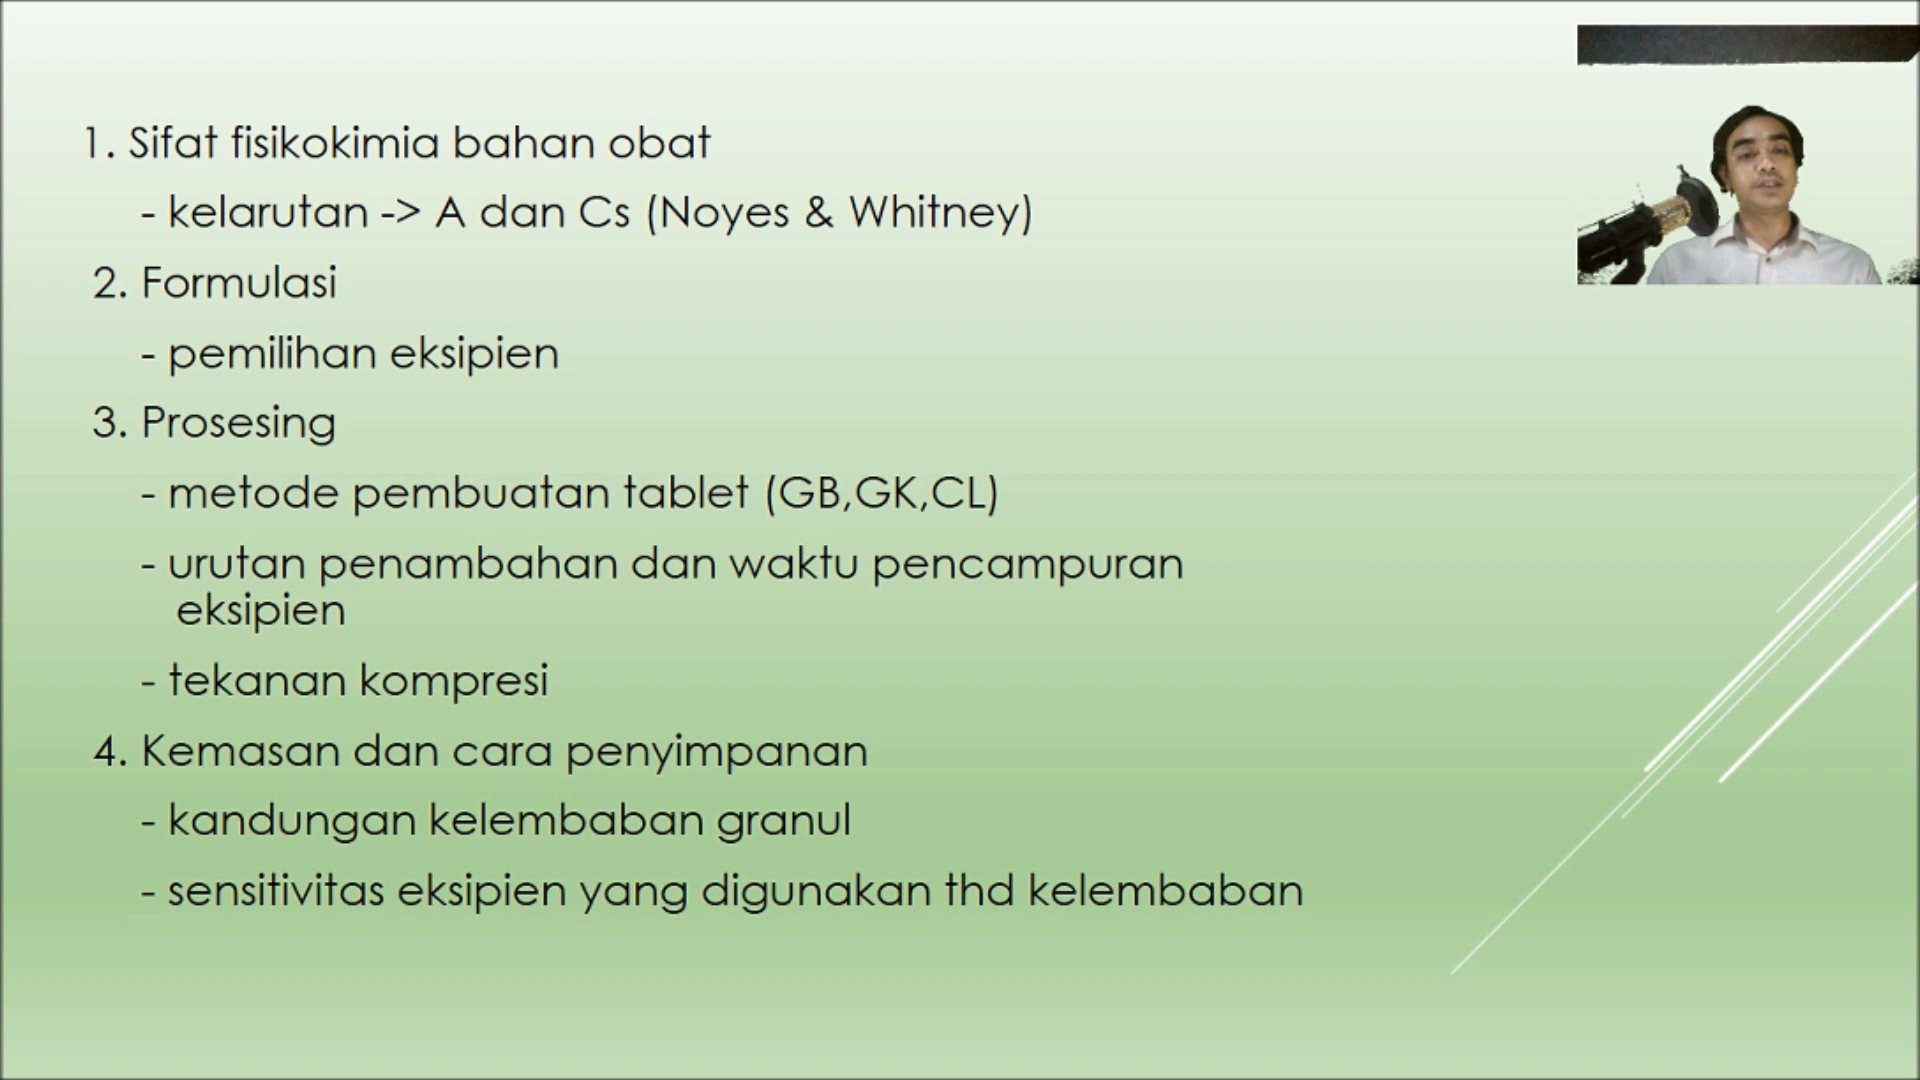 1. Sifat fisikokimia bahan obat
- kelarutan -> A dan Cs (Noyes & Whitney)
2. Formulasi
- pemilihan eksipien
3. Prosesing
- metode pembuatan tablet (GB,GK,CL)
- urutan penambahan dan waktu pencampuran
eksipien
- tekanan kompresi
4. Kemasan dan cara penyimpanan
- kandungan kelembaban granul
- sensitivitas eksipien yang digunakan thd kelembaban